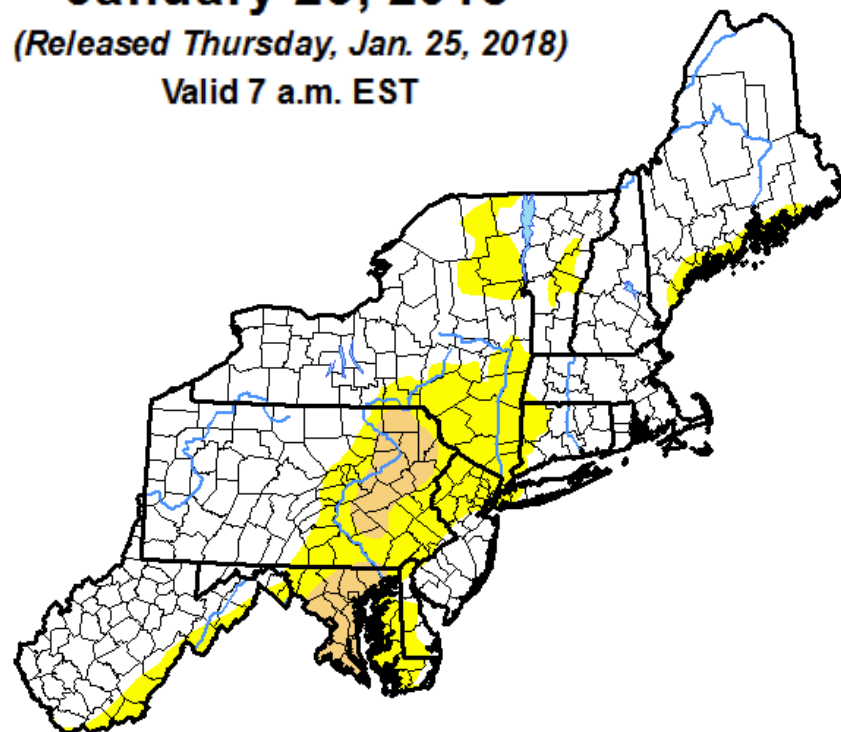 (Released Thursday, Jan. 25, 2018)
Valid 7 a.m. EST